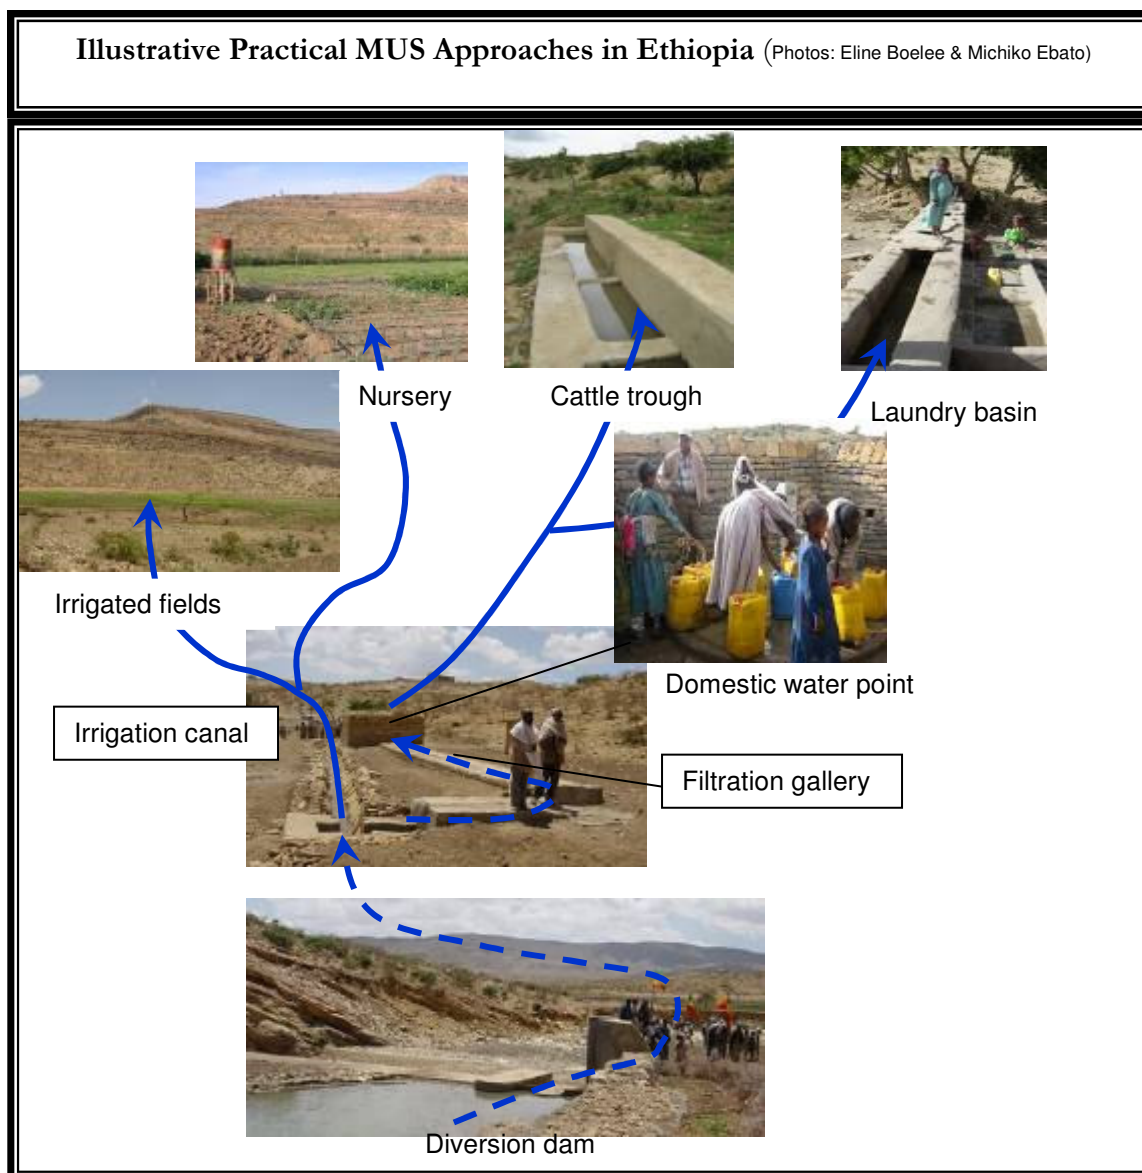 Illustrative Practical MUS Approaches in Ethiopia (Photos: Eline Boelee & Michiko Ebato)
Nursery
Cattle trough
Laundry basin
Irrigated fields
Domestic water point
Irrigation canal
Filtration gallery
Diversion dam